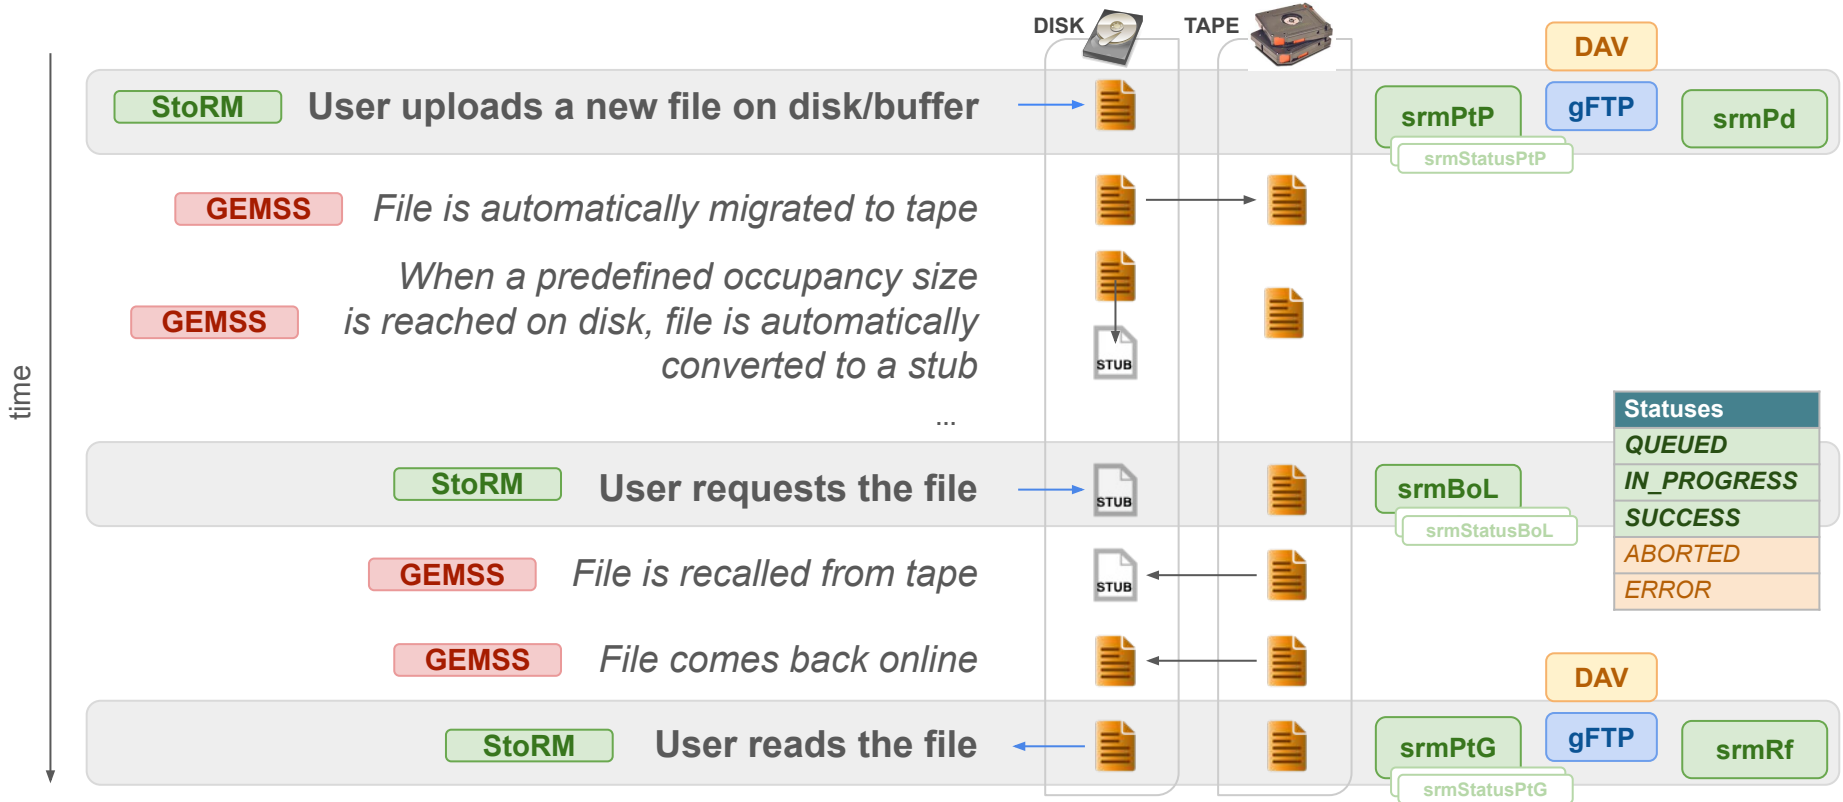 DISK
TAPE
DAV
StoRM
User uploads a new file on disk/buffer
srmPtP
gFTP
srmPd
srmStatusPtP
GEMSS
File is automatically migrated to tape
When a predefined occupancy size
GEMSS
is reached on disk, file is automatically
converted to a stub
STUB
time
...
Statuses
QUEUED
IN_PROGRESS
SUCCESS
ABORTED
ERROR
StoRM
User requests the file
STUB
srmBoL
srmStatusBoL
GEMSS
File is recalled from tape
STUB
GEMSS
File comes back online
DAV
StoRM
User reads the file
srmPtG
gFTP
srmRf
srmStatusPtG